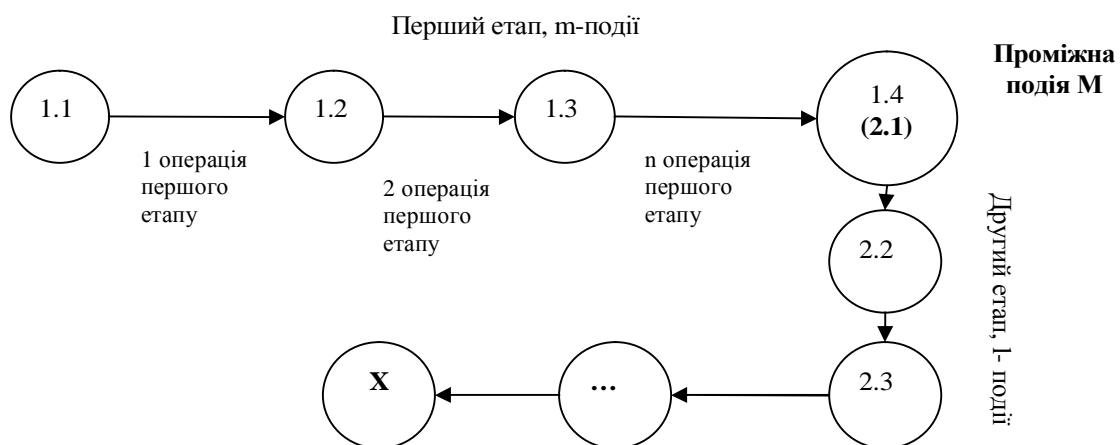 Перший етап, m-події
Проміжна
подія М
1.1
1.2
1.3
1.4
(2.1)
1 операція
першого
етапу
2 операція
першого
етапу
n операція
першого
етапу
Другий етап, l- події
2.2
2.3
...
X